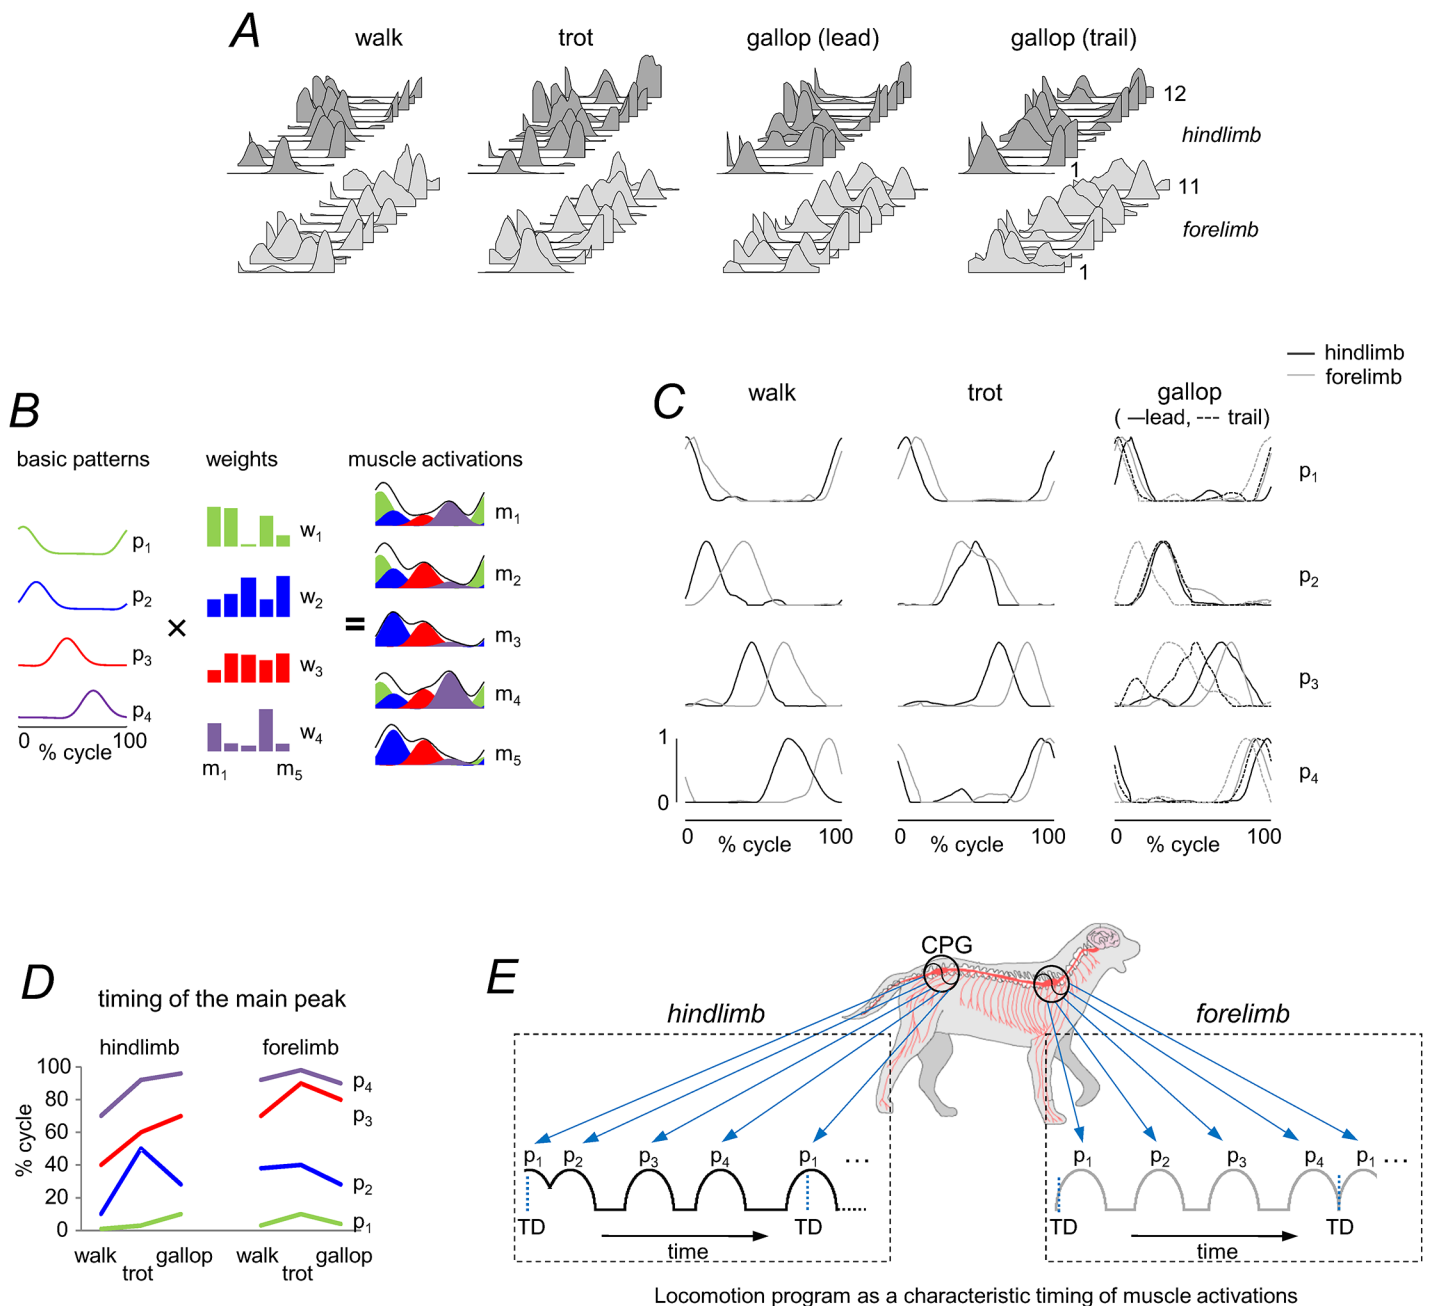 A
walk
trot
gallop (lead)
gallop (trail)
12
hindlimb
1
11
forelimb
1
B
basic patterns
weights
muscle activations
p1
p2
p3
p4
0
100
% cycle
×
w1
w2
w3
w4
m1
m5
=
m1
m2
m3
m4
m5
hindlimb
forelimb
C
walk
trot
gallop
( —lead, --- trail)
p1
p2
p3
p4
1
0
0
100
% cycle
0
100
% cycle
0
100
% cycle
D
timing of the main peak
hindlimb
forelimb
100
80
60
40
20
0
% cycle
p4
p3
p2
p1
walk
trot
gallop
walk
trot
gallop
E
CPG
hindlimb
forelimb
p1
p2
p3
p4
p1
...
TD
TD
time
p1
p2
p3
p4
p1
...
TD
TD
time
Locomotion program as a characteristic timing of muscle activations